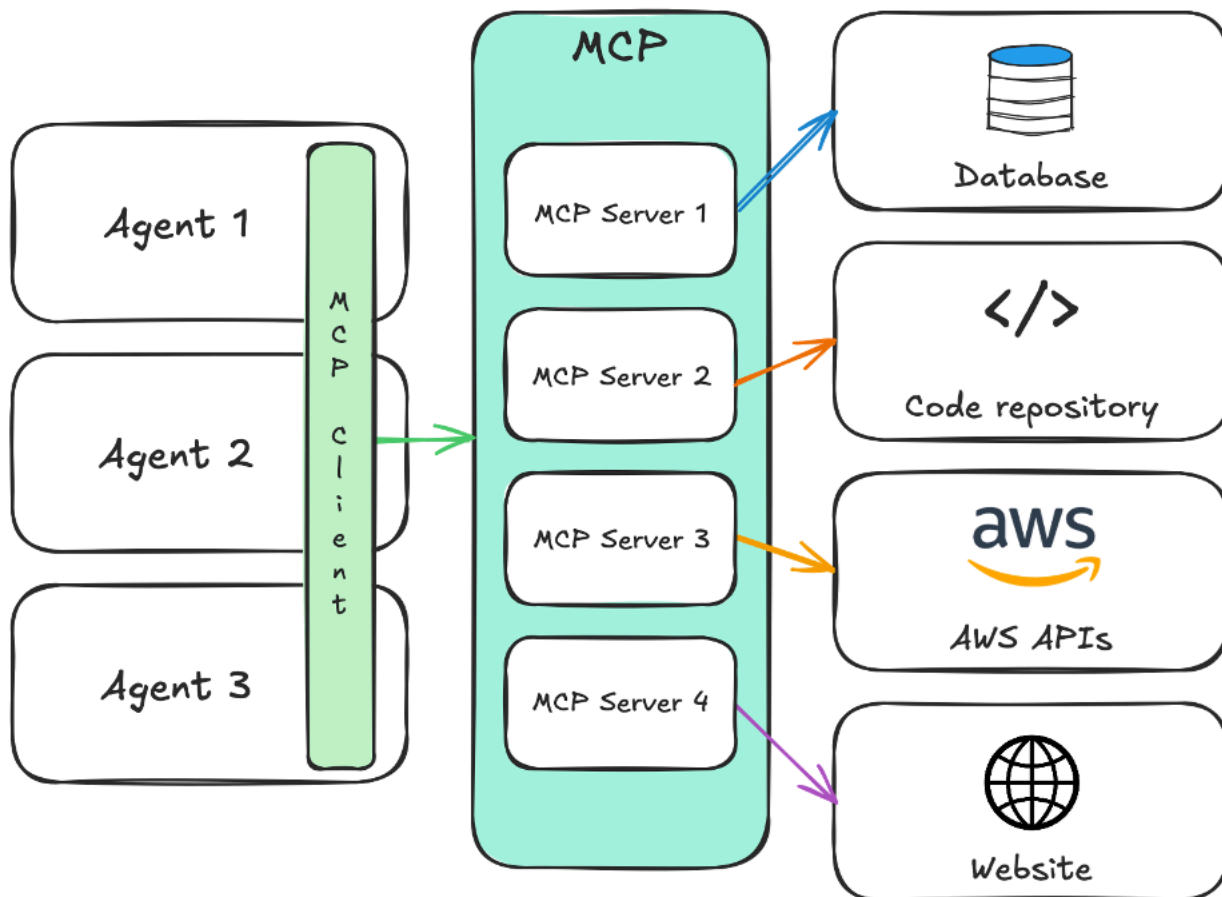 MCP
Agent 1
Agent 2
Agent 3
MCP Client
MCP Server 1
MCP Server 2
MCP Server 3
MCP Server 4
Database
</>
Code repository
aws
AWS APIs
Website